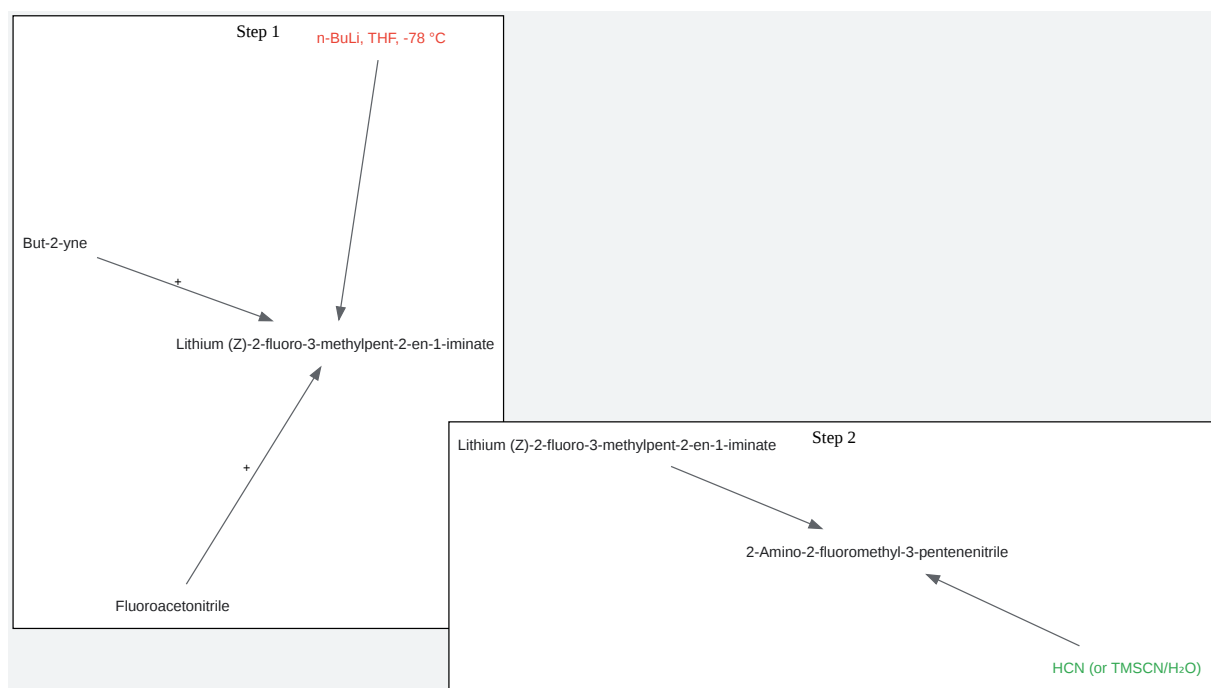 Step 1
n-BuLi, THF, -78 °C
But-2-yne
+
Lithium (Z)-2-fluoro-3-methylpent-2-en-1-iminate
+
Fluoroacetonitrile
Step 2
Lithium (Z)-2-fluoro-3-methylpent-2-en-1-iminate
2-Amino-2-fluoromethyl-3-pentenenitrile
HCN (or TMSCN/H₂O)